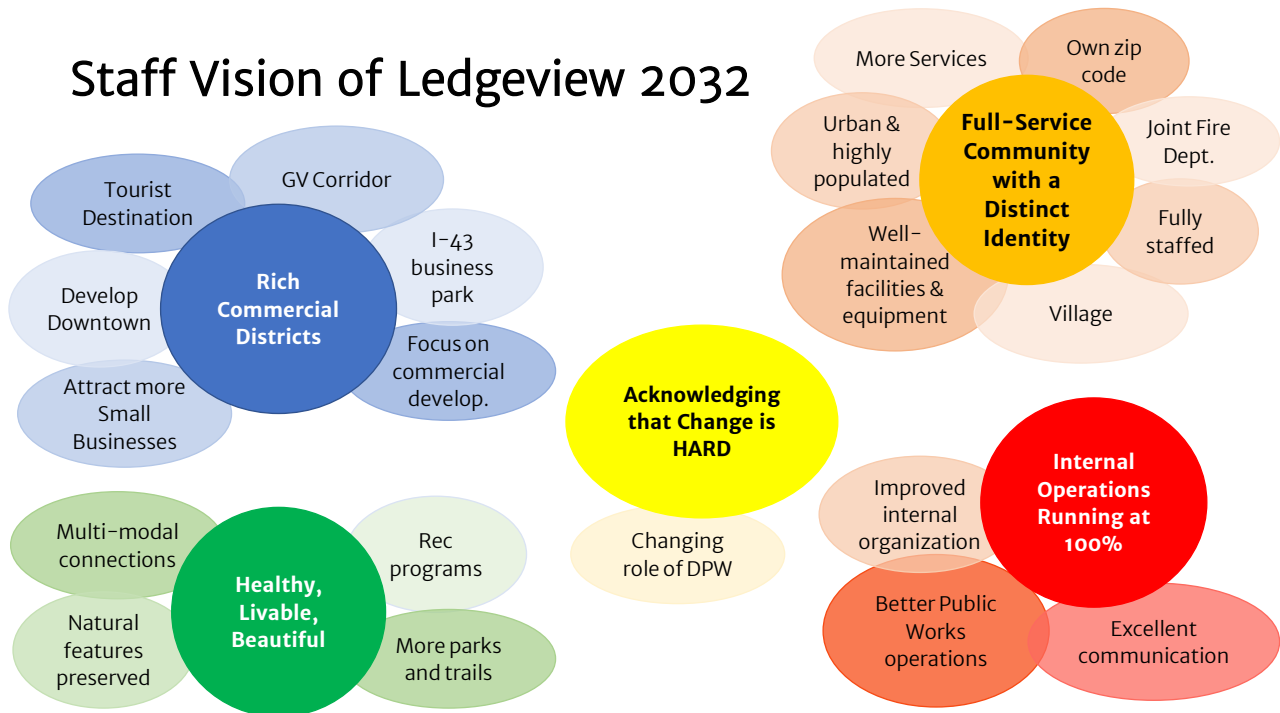 Staff Vision of Ledgeview 2032
Tourist
Destination
GV Corridor
I-43
business
park
Develop
Downtown
Rich
Commercial
Districts
Focus on
commercial
develop.
Attract more
Small
Businesses
More Services
Own zip
code
Urban &
highly
populated
Full-Service
Community
with a
Distinct
Identity
Joint Fire
Dept.
Fully
staffed
Well-
maintained
facilities &
equipment
Village
Acknowledging
that Change is
HARD
Changing
role of DPW
Multi-modal
connections
Rec
programs
Healthy,
Livable,
Beautiful
Natural
features
preserved
More parks
and trails
Improved
internal
organization
Internal
Operations
Running at
100%
Better Public
Works
operations
Excellent
communication